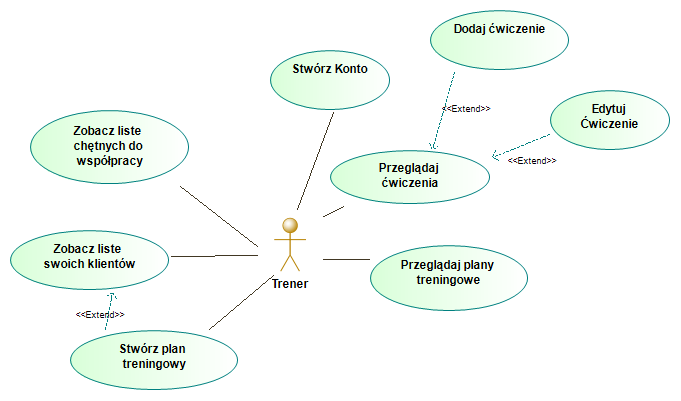 Dodaj ćwiczenie
Stwórz Konto
<<Extend>>
Edytuj
Ćwiczenie
Zobacz liste
chętnych do
współpracy
<<Extend>>
Przeglądaj
ćwiczenia
Zobacz liste
swoich klientów
Trener
Przeglądaj plany
treningowe
<<Extend>>
Stwórz plan
treningowy